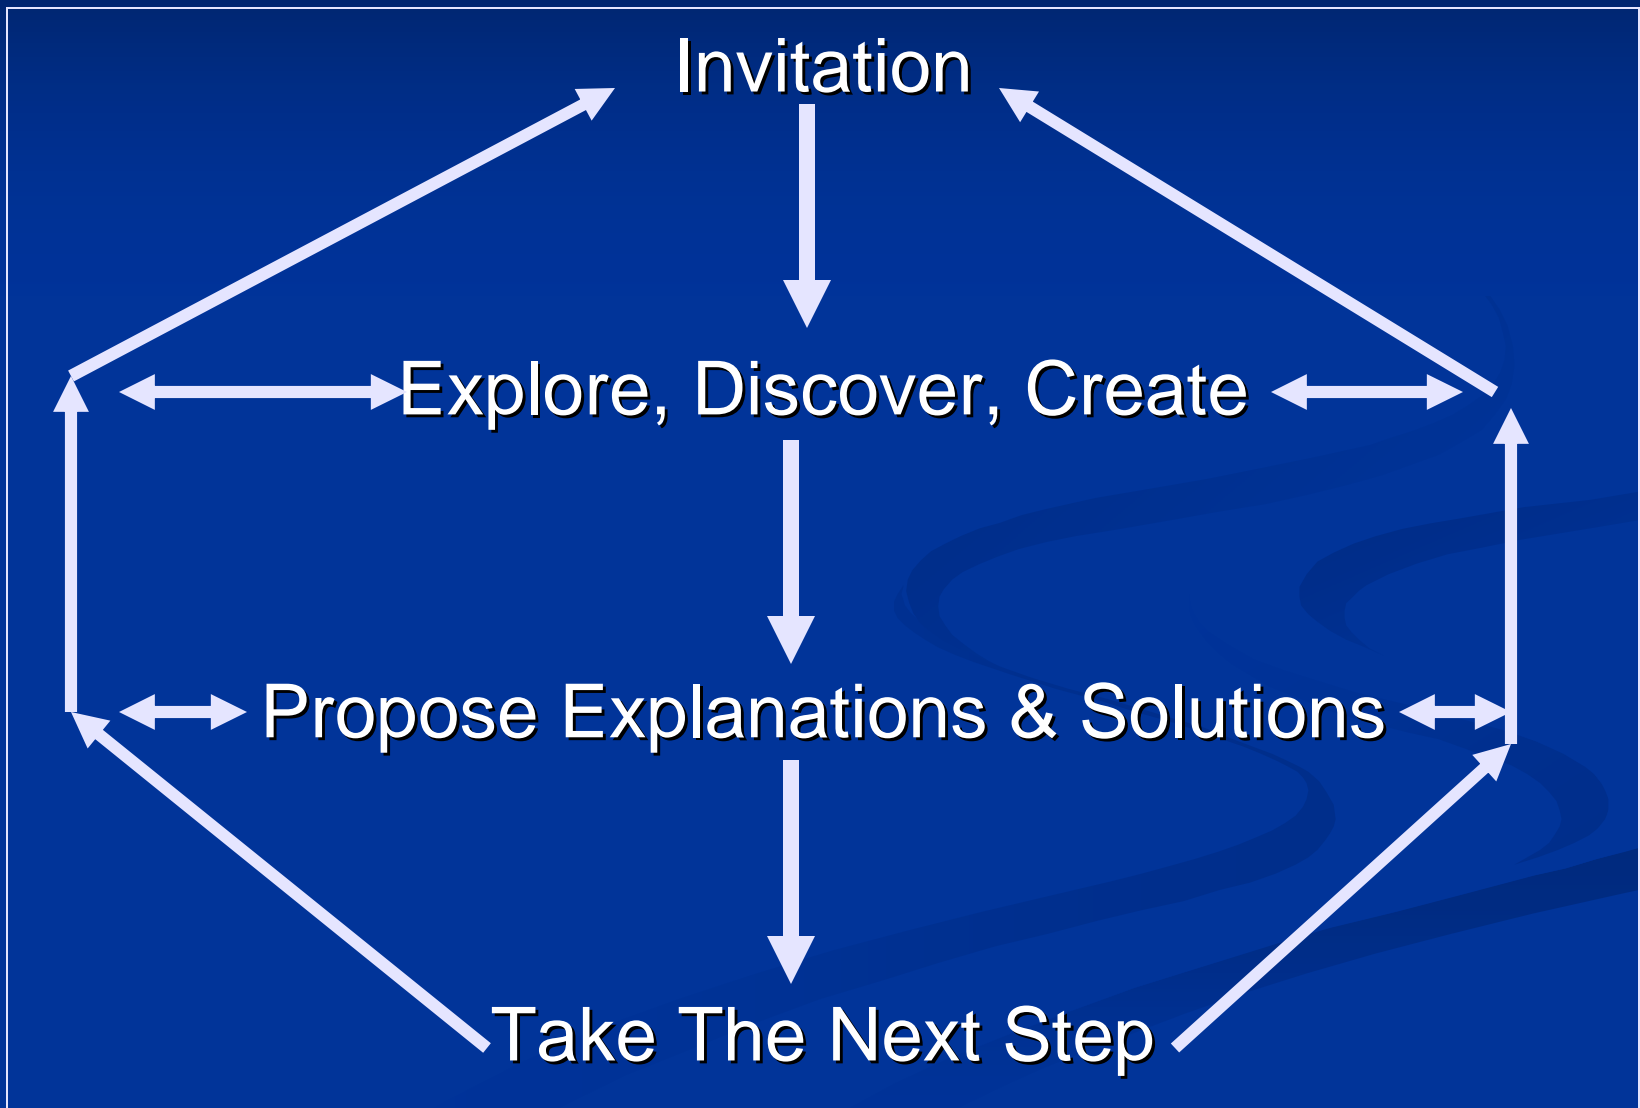 Invitation
Explore, Discover, Create
Propose Explanations & Solutions
Take The Next Step